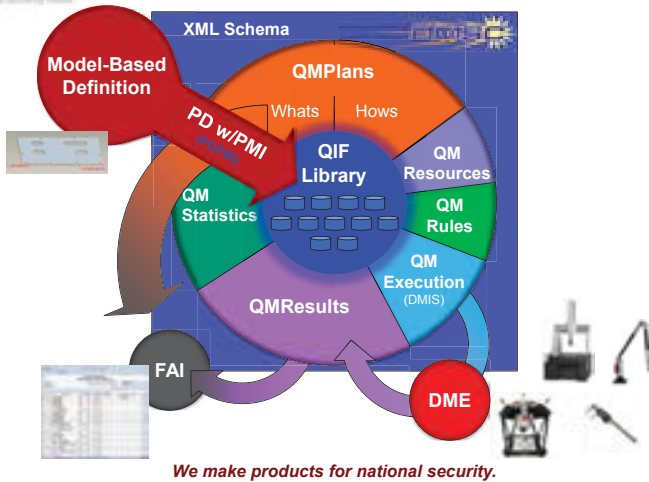 XML Schema
Model-Based
Definition
QMPlans
Whats
Hows
PD w/PMI
(PDPMI)
QIF
Library
QM
Resources
QM
Statistics
QM
Rules
QM
Execution
(DMIS)
QMResults
FAI
DME
We make products for national security.